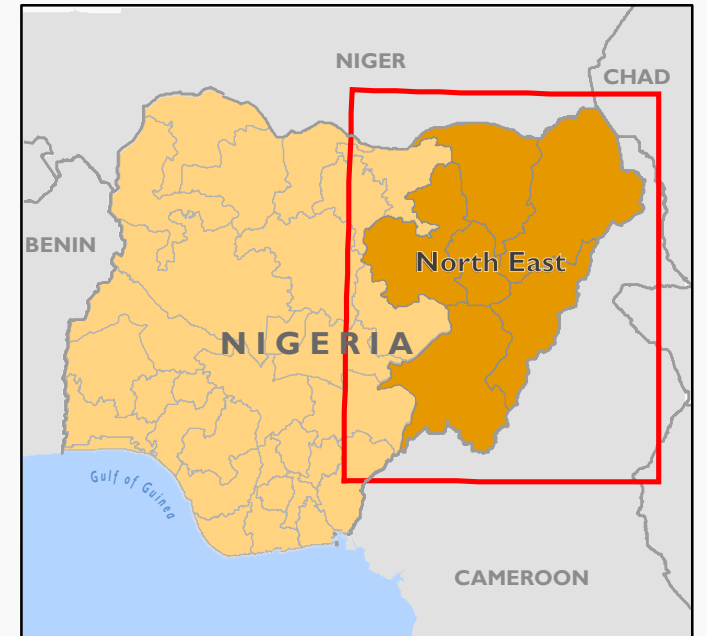 NIGER
CHAD
BENIN
North East
NIGERIA
Gulf of Guinea
CAMEROON